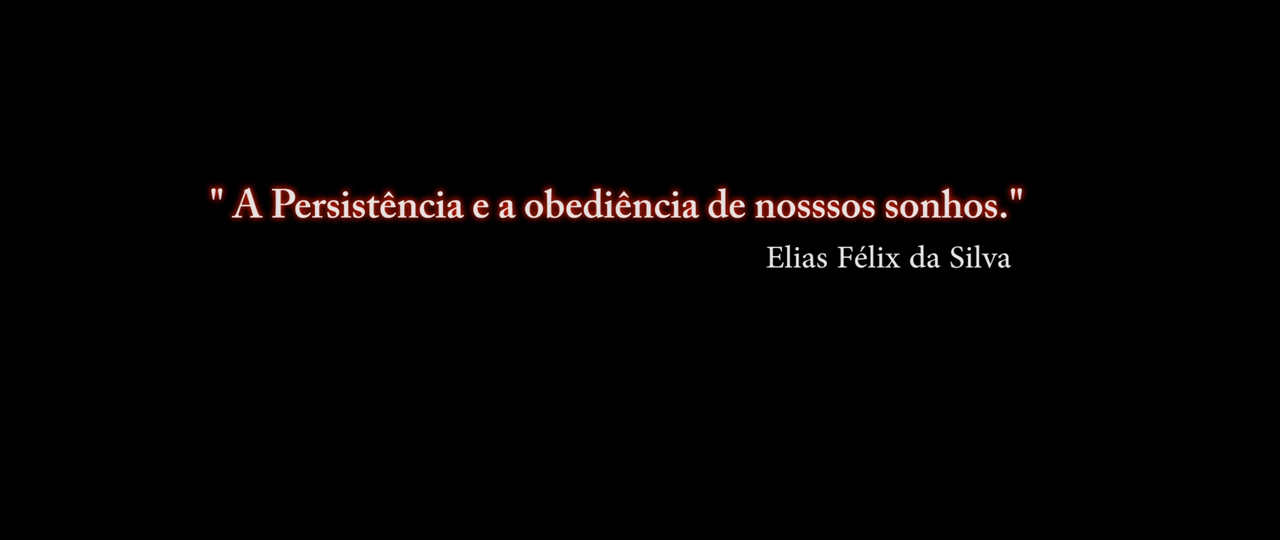 " A Persistência e a obediência de nosssos sonhos."
Elias Félix da Silva